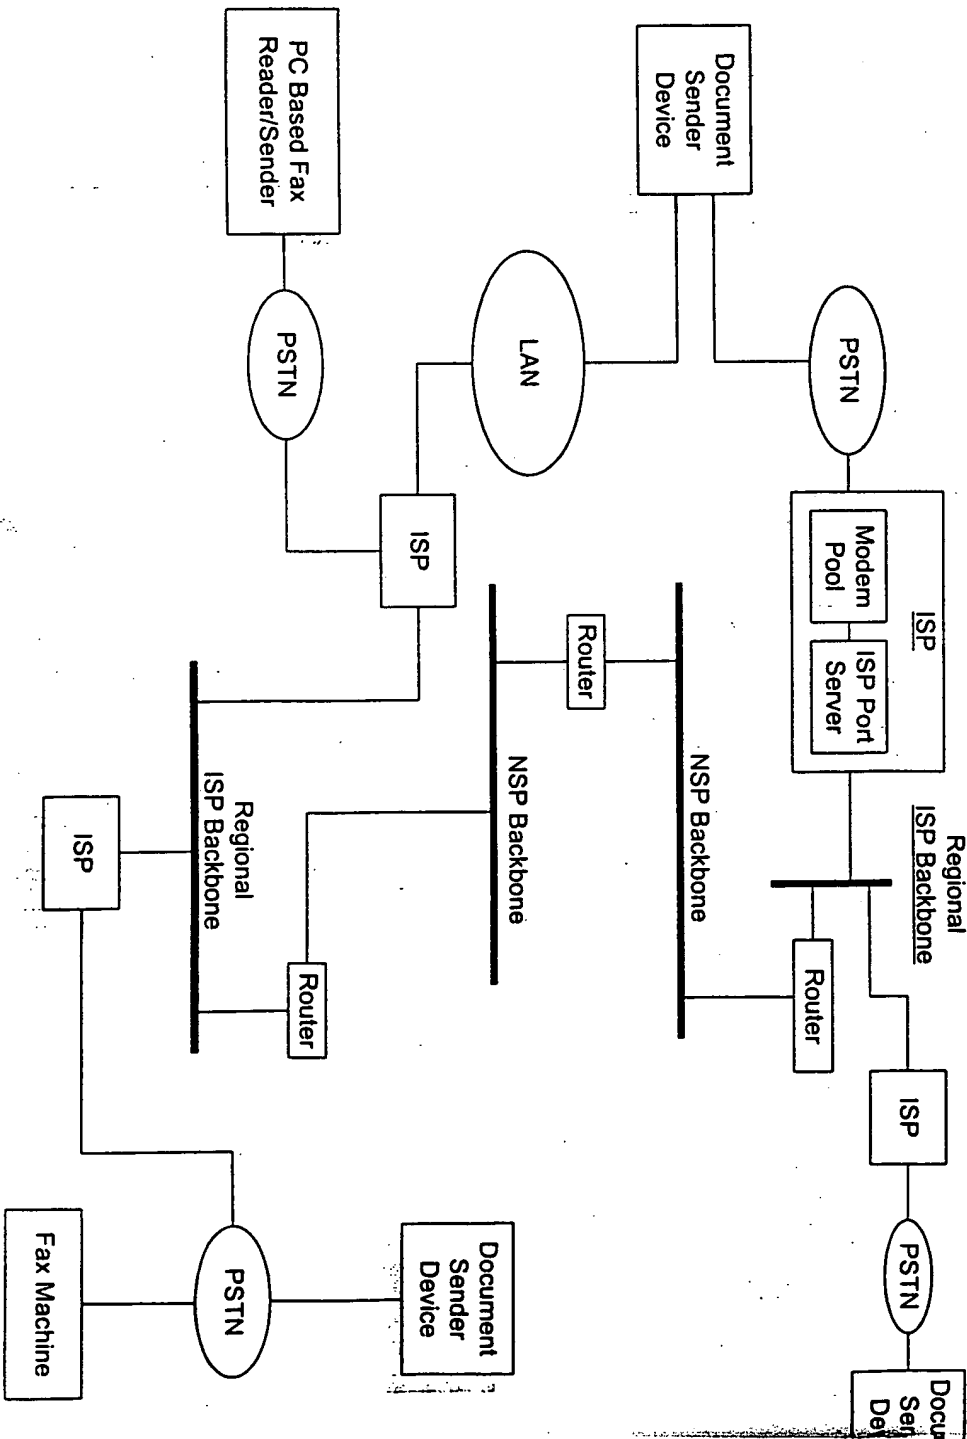 Regional
ISP Backbone
ISP
Modem
Pool
ISP Port
Server
ISP
PSTN
PSTN
Router
Document
Sender
Device
NSP Backbone
Router
LAN
NSP Backbone
Document
Sender
Device
ISP
PC Based Fax
Reader/Sender
PSTN
Router
Regional
ISP Backbone
PSTN
ISP
Fax Machine